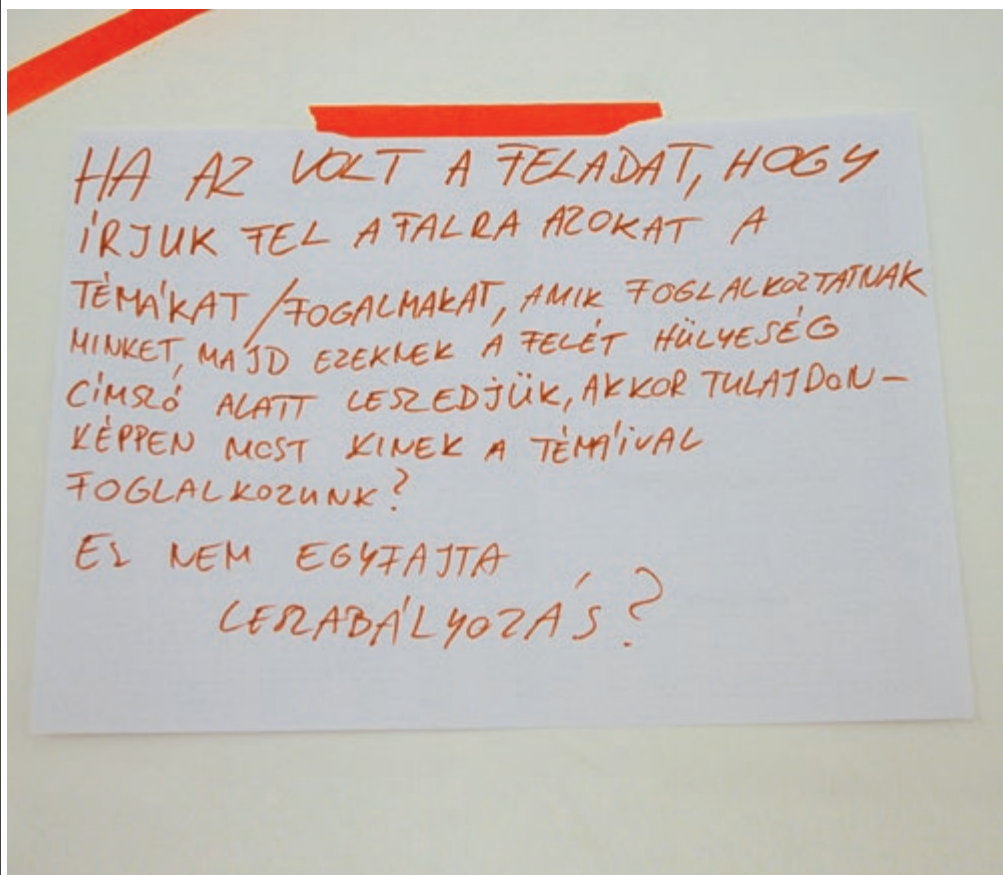 HA AZ VOLT A FELADAT, HOGY
ÍRJUK FEL A FALRA AZOKAT A
TÉMÁKAT / FOGALMAKAT, AMIK FOGLALKOZTATNAK
MINKET, MAJD EZEKNEK A FELÉT HÜLYESÉG
CÍMSZÓ ALATT LESZEDJÜK, AKKOR TULAJDON-
KÉPPEN MOST KINEK A TÉMÁIVAL
FOGLALKOZUNK?
EZ NEM EGYFAJTA
LESZABÁLYOZÁS?